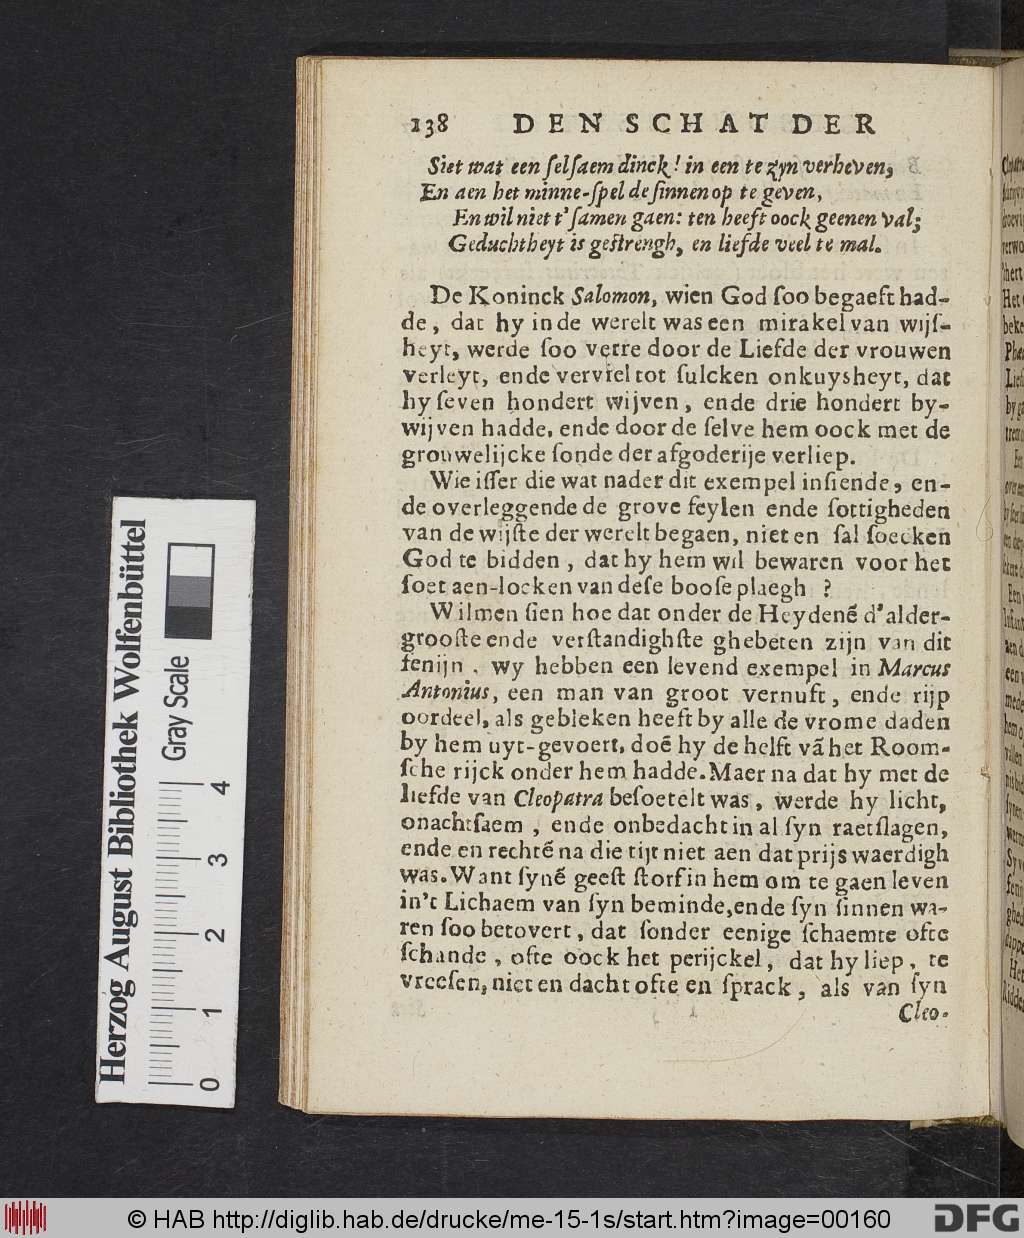 138 DEN SCHAT DER
Siet wat een ſelſaem dinck! in een te zyn verheven,
En aen het minne-ſpel de ſinnen op te geven,
En wil niet t'ſamen gaen: ten heeft oock geenen val;
Geduchtheyt is geſtrengh, en liefde veel te mal.
De Koninck Salomon, wien God ſoo begaeft had-
de, dat hy in de werelt was een mirakel van wijſ-
heyt, werde ſoo verre door de Liefde der vrouwen
verleyt, ende verviel tot ſulcken onkuysheyt, dat
hy ſeven hondert wijven, ende drie hondert by-
wijven hadde, ende door de ſelve hem oock met de
grouwelijcke ſonde der afgoderije verliep.
Wie iſſer die wat nader dit exempel inſiende, en-
de overleggende de grove feylen ende ſottigheden
van de wijſte der werelt begaen, niet en ſal ſoecken
God te bidden, dat hy hem wil bewaren voor het
ſoet aen-locken van deſe booſe plaegh?
Wilmen ſien hoe dat onder de Heydenē d'alder-
grooſte ende verſtandighſte ghebeten zijn van dit
fenijn, wy hebben een levend exempel in Marcus
Antonius, een man van groot vernuft, ende rijp
oordeel, als gebleken heeft by alle de vrome daden
by hem uyt-gevoert, doē hy de helft vā het Room-
ſche rijck onder hem hadde. Maer na dat hy met de
liefde van Cleopatra beſoetelt was, werde hy licht,
onachtſaem, ende onbedacht in al ſyn raetſlagen,
ende en rechtē na die tijt niet aen dat prijs waerdigh
was. Want ſynē geeſt ſtorf in hem om te gaen leven
in't Lichaem van ſyn beminde, ende ſyn ſinnen wa-
ren ſoo betovert, dat ſonder eenige ſchaemte ofte
ſchande, ofte oock het perijckel, dat hy liep, te
vreeſen, niet en dacht ofte en ſprack, als van ſyn
Cleo-
Herzog August Bibliothek Wolfenbüttel
Gray Scale
0 1 2 3 4
© HAB http://diglib.hab.de/drucke/me-15-1s/start.htm?image=00160
DFG